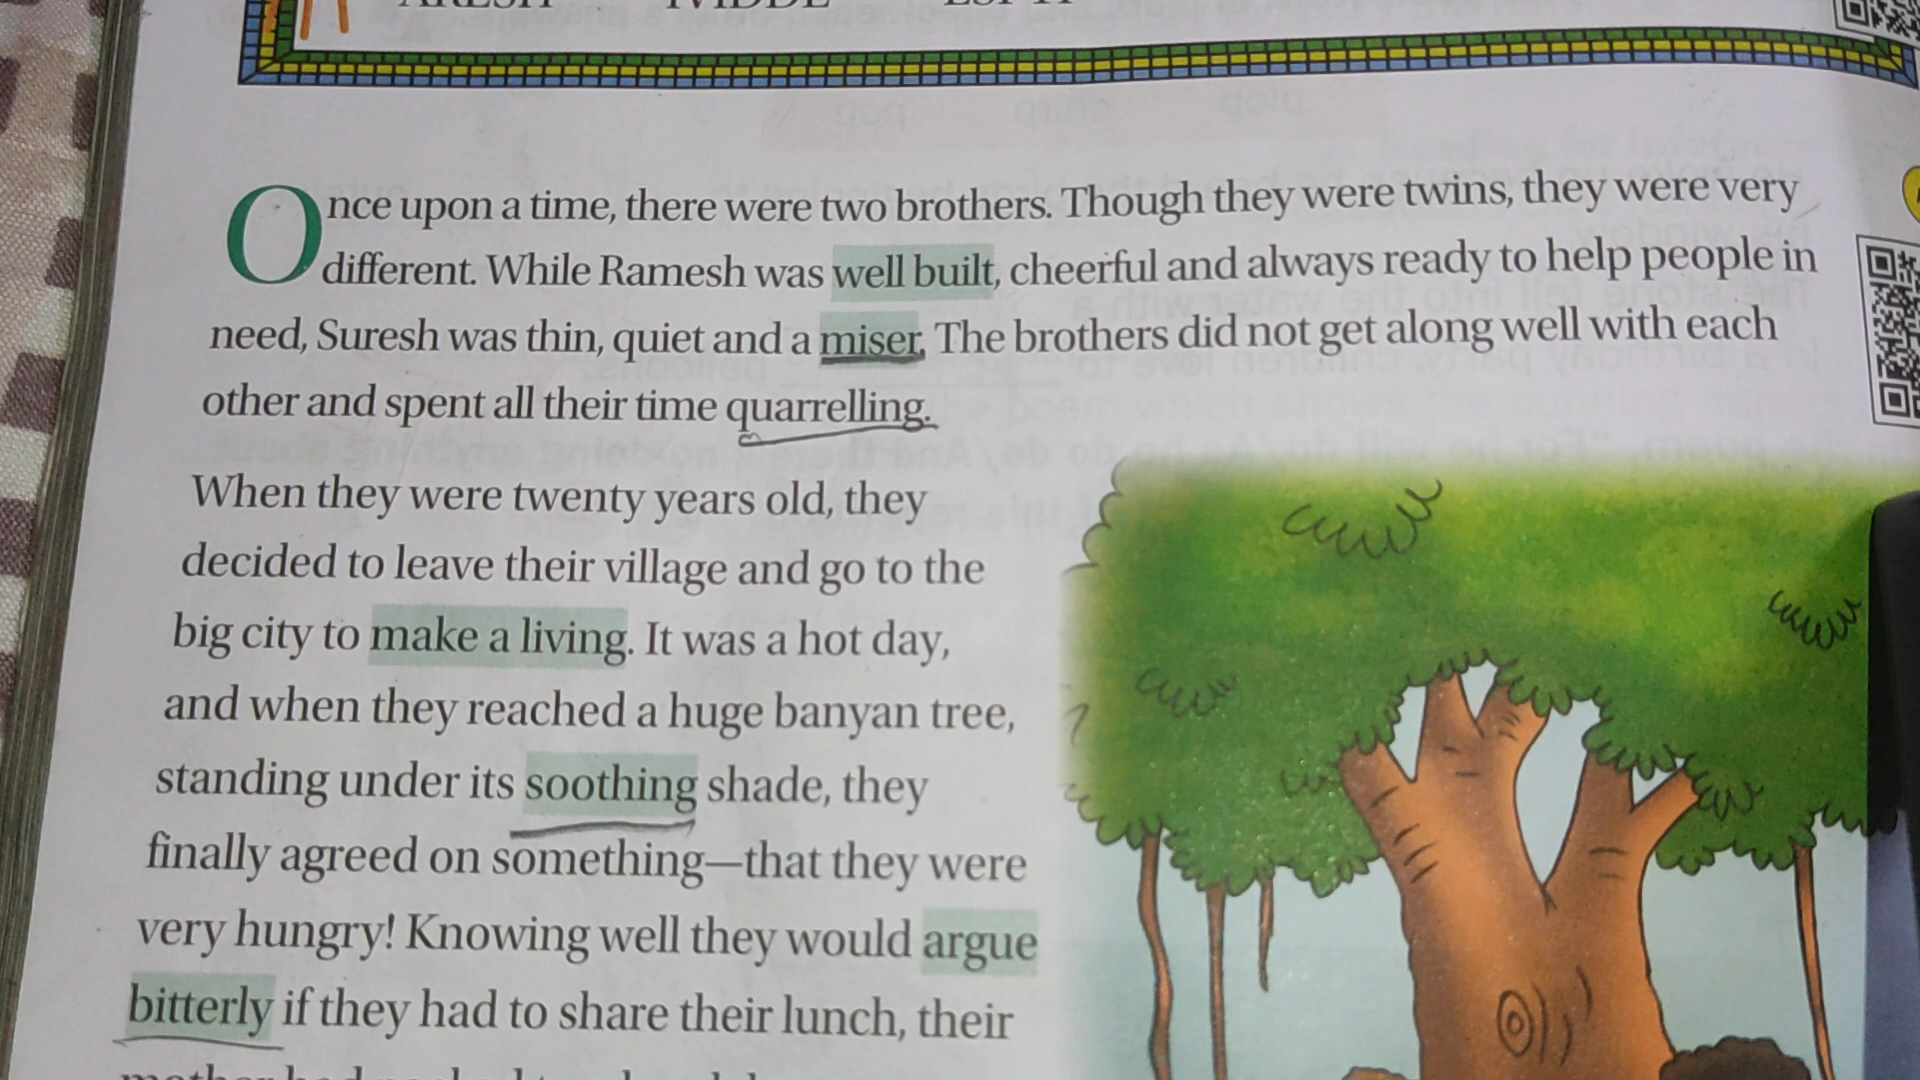 Once upon a time, there were two brothers. Though they were twins, they were very
different. While Ramesh was well built, cheerful and always ready to help people in
need, Suresh was thin, quiet and a miser. The brothers did not get along well with each
other and spent all their time quarrelling.
When they were twenty years old, they
decided to leave their village and go to the
big city to make a living. It was a hot day,
and when they reached a huge banyan tree,
standing under its soothing shade, they
finally agreed on something—that they were
very hungry! Knowing well they would argue
bitterly if they had to share their lunch, their